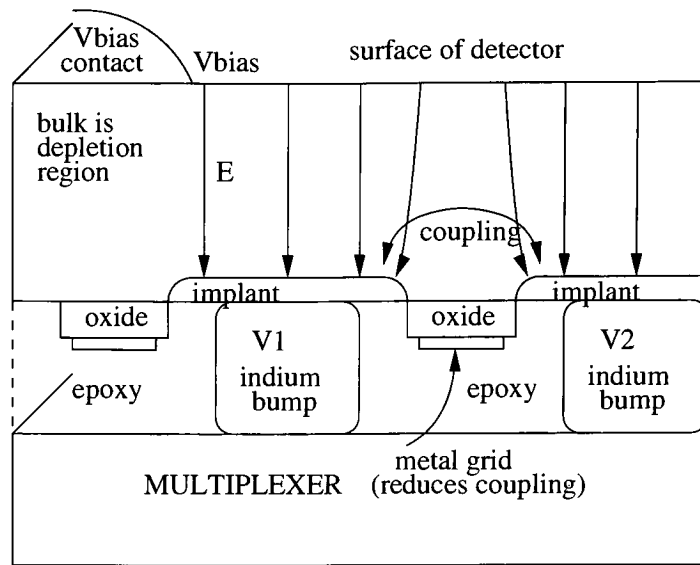 Vbias
contact
Vbias
surface of detector
bulk is
depletion
region
E
coupling
implant
implant
oxide
oxide
V1
V2
indium
bump
indium
bump
epoxy
epoxy
metal grid
(reduces coupling)
MULTIPLEXER